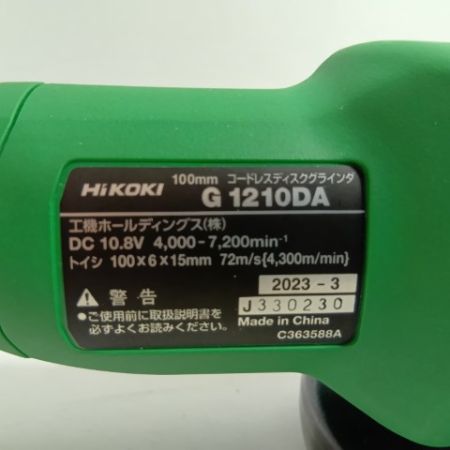 HiKOKI 100mm コードレスディスクグラインダ
G 1210DA
工機ホールディングス(株)
DC 10.8V 4,000-7,200min⁻¹
トイシ 100×6×15mm 72m/s{4,300m/min}
警告
●ご使用前に取扱説明書を
必ずよくお読みください。
2023 - 3
J330230
Made in China
C363588A